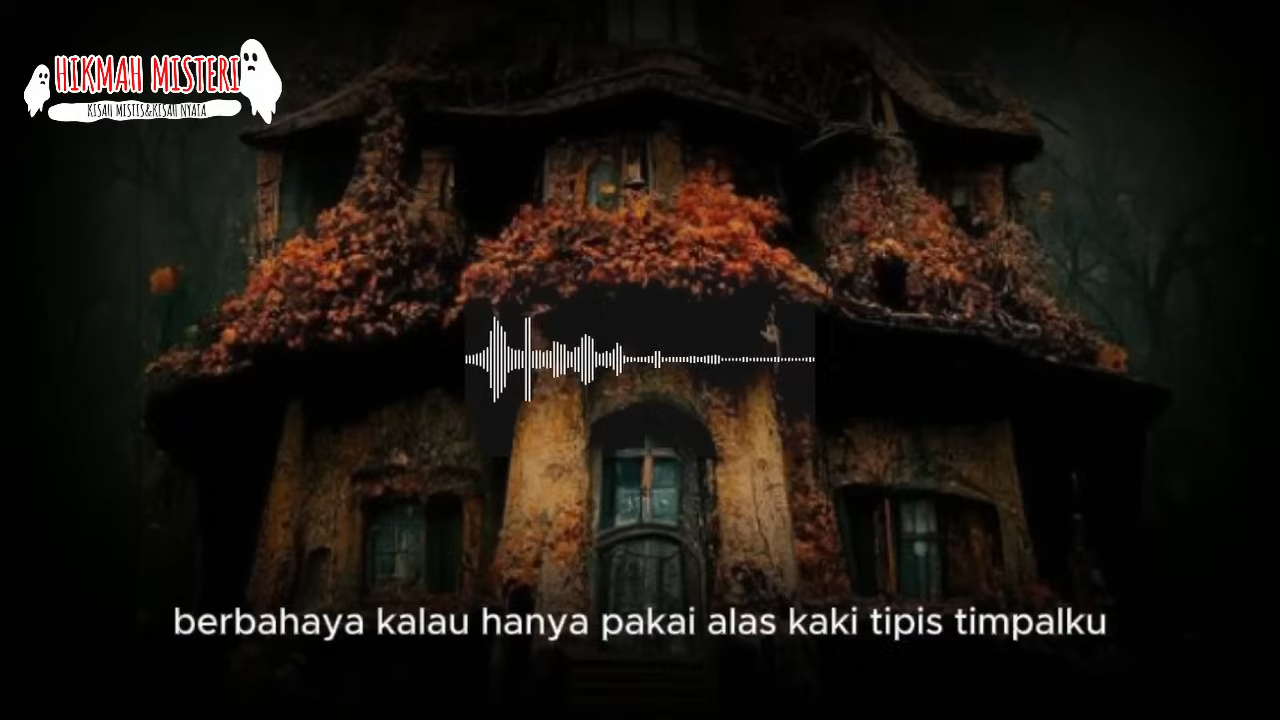 HIKMAH MISTERI
KISAH MISTIS&KISAH NYATA
berbahaya kalau hanya pakai alas kaki tipis timpalku